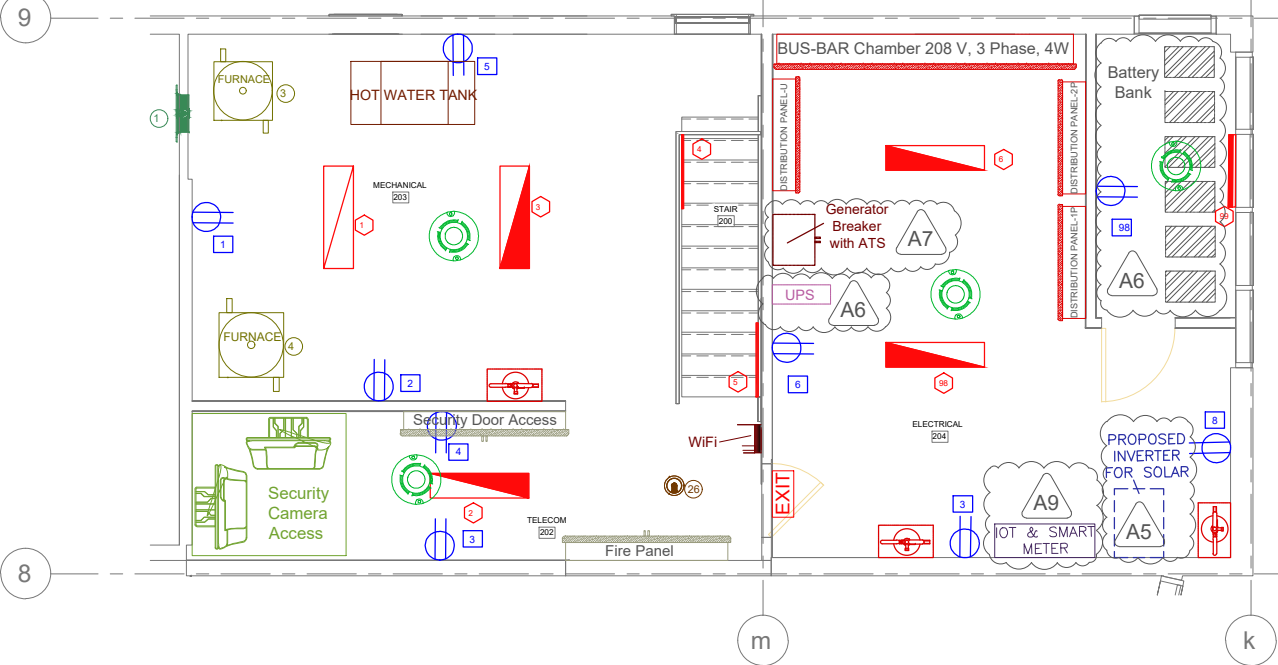 9
BUS-BAR Chamber 208 V, 3 Phase, 4W
5
FURNACE
3
HOT WATER TANK
1
Battery
Bank
DISTRIBUTION PANEL-U
DISTRIBUTION PANEL-2P
4
6
MECHANICAL
203
1
3
STAIR
200
1
Generator
Breaker
with ATS
A7
98
99
DISTRIBUTION PANEL-1P
UPS
A6
A6
FURNACE
4
2
5
6
98
Security Door Access
4
WiFi
ELECTRICAL
204
8
PROPOSED
INVERTER
FOR SOLAR
Security
Camera
Access
26
EXIT
2
TELECOM
202
3
3
A9
IOT & SMART
METER
A5
Fire Panel
8
m
k